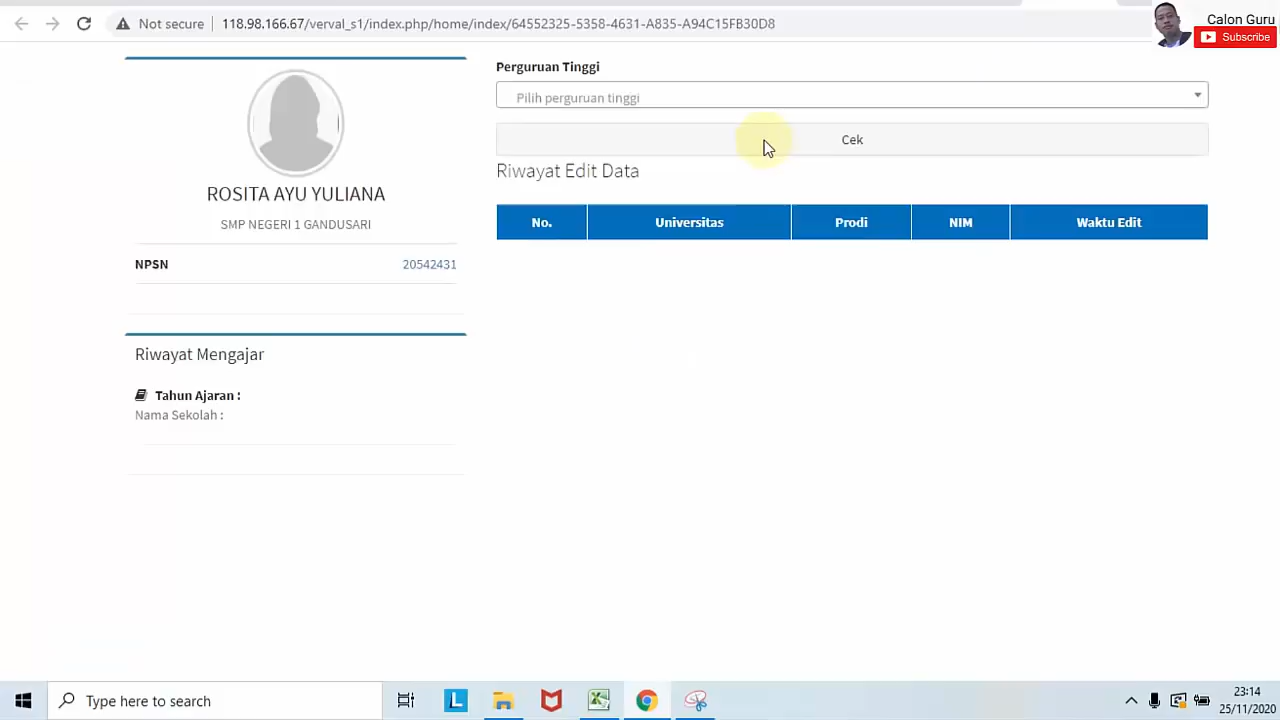 Not secure
118.98.166.67/verval_s1/index.php/home/index/64552325-5358-4631-A835-A94C15FB30D8
Calon Guru
Subscribe
Perguruan Tinggi
Pilih perguruan tinggi
Cek
Riwayat Edit Data
No. Universitas Prodi NIM Waktu Edit
ROSITA AYU YULIANA
SMP NEGERI 1 GANDUSARI
NPSN 20542431
Riwayat Mengajar
Tahun Ajaran :
Nama Sekolah :
Type here to search
L
23:14
25/11/2020